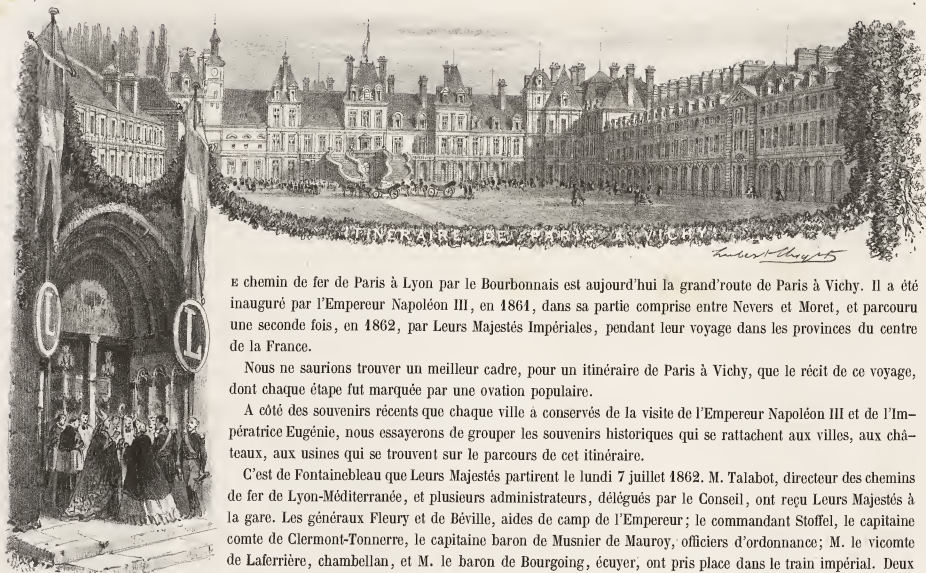 ITINÉRAIRE DE PARIS A VICHY
L
L
E chemin de fer de Paris à Lyon par le Bourbonnais est aujourd'hui la grand'route de Paris à Vichy. Il a été
inauguré par l'Empereur Napoléon III, en 1861, dans sa partie comprise entre Nevers et Moret, et parcouru
une seconde fois, en 1862, par Leurs Majestés Impériales, pendant leur voyage dans les provinces du centre
de la France.
Nous ne saurions trouver un meilleur cadre, pour un itinéraire de Paris à Vichy, que le récit de ce voyage,
dont chaque étape fut marquée par une ovation populaire.
A côté des souvenirs récents que chaque ville a conservés de la visite de l'Empereur Napoléon III et de l'Im-
pératrice Eugénie, nous essayerons de grouper les souvenirs historiques qui se rattachent aux villes, aux châ-
teaux, aux usines qui se trouvent sur le parcours de cet itinéraire.
C'est de Fontainebleau que Leurs Majestés partirent le lundi 7 juillet 1862. M. Talabot, directeur des chemins
de fer de Lyon-Méditerranée, et plusieurs administrateurs, délégués par le Conseil, ont reçu Leurs Majestés à
la gare. Les généraux Fleury et de Béville, aides de camp de l'Empereur; le commandant Stoffel, le capitaine
comte de Clermont-Tonnerre, le capitaine baron de Musnier de Mauroy, officiers d'ordonnance; M. le vicomte
de Laferrière, chambellan, et M. le baron de Bourgoing, écuyer, ont pris place dans le train impérial. Deux